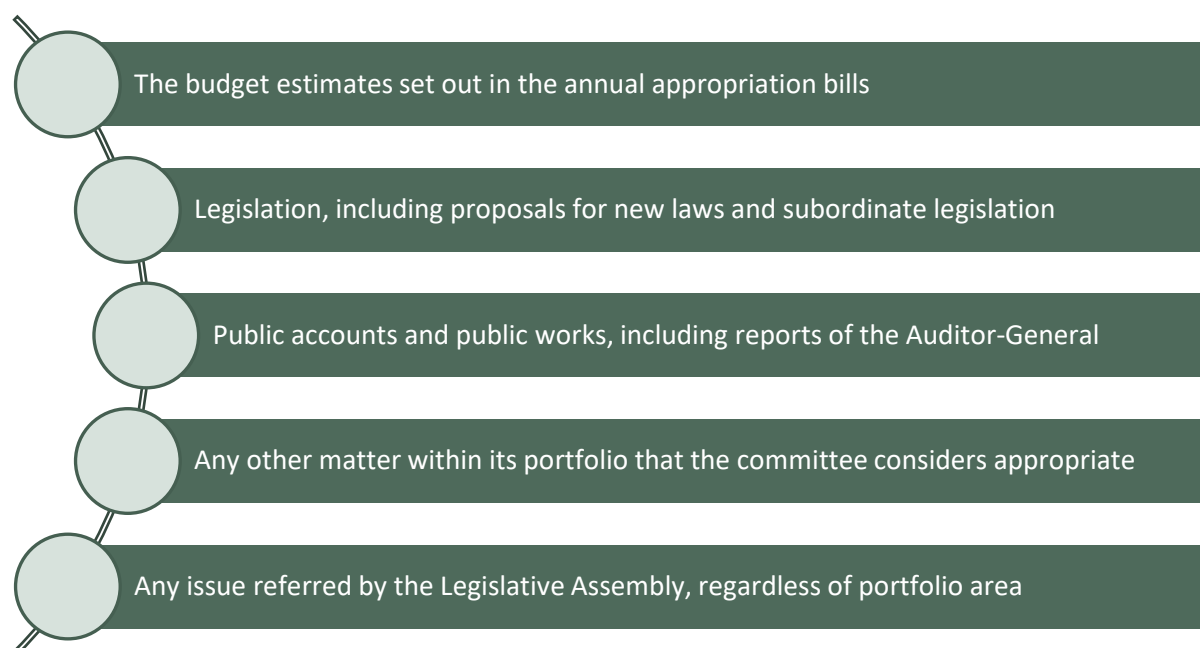 The budget estimates set out in the annual appropriation bills
Legislation, including proposals for new laws and subordinate legislation
Public accounts and public works, including reports of the Auditor-General
Any other matter within its portfolio that the committee considers appropriate
Any issue referred by the Legislative Assembly, regardless of portfolio area